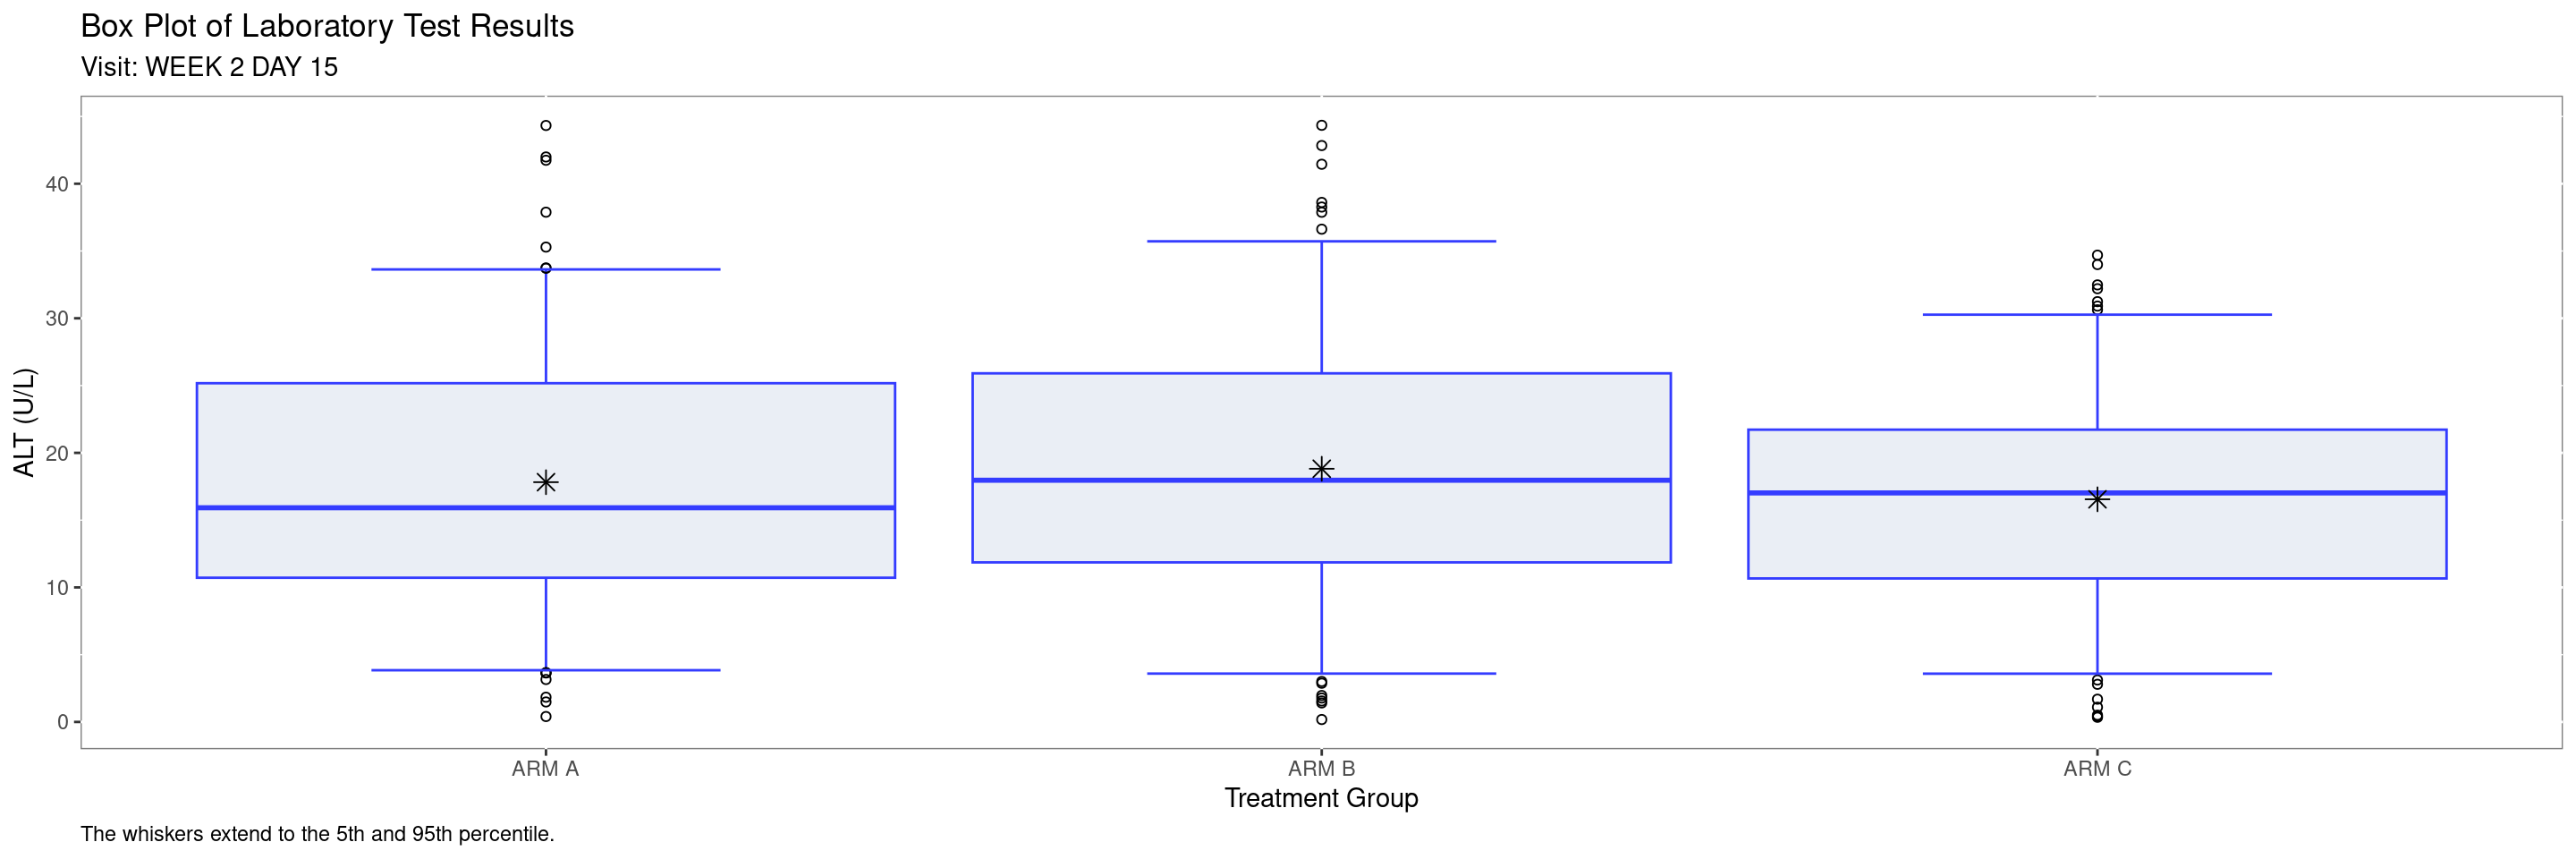 Box Plot of Laboratory Test Results
Visit: WEEK 2 DAY 15
ALT (U/L)
40
30
20
10
0
ARM A
ARM B
ARM C
Treatment Group
The whiskers extend to the 5th and 95th percentile.